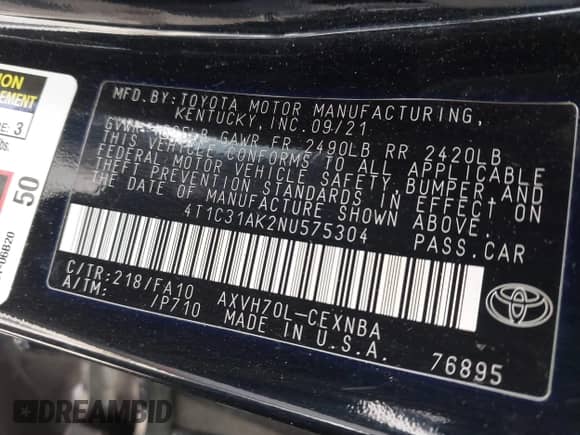 MFD.BY:TOYOTA MOTOR MANUFACTURING,
KENTUCKY, INC.09/21
GAWR FR 2490LB RR 2420LB
THIS VEHICLE CONFORMS TO ALL APPLICABLE
FEDERAL MOTOR VEHICLE SAFETY,BUMPER,AND
THEFT PREVENTION STANDARDS IN EFFECT ON
THE DATE OF MANUFACTURE SHOWN ABOVE.
4T1C31AK2NU575304 PASS.CAR
C/TR:218/FA10 AXVH70L-CEXNBA
A/TM: /P710 MADE IN U.S.A.
76895
3
50
DREAMBID